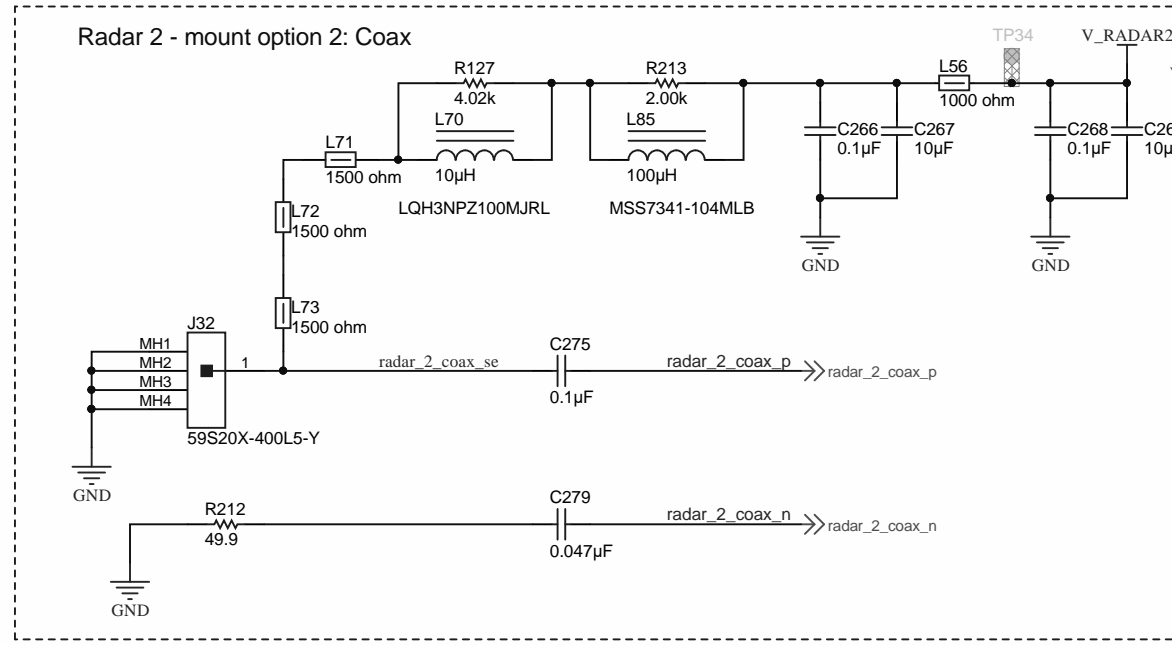 Radar 2 - mount option 2: Coax
TP34
V_RADAR2
R127
4.02k
R213
2.00k
L56
1000 ohm
L70
10µH
LQH3NPZ100MJRL
L85
100µH
MSS7341-104MLB
C266
0.1µF
C267
10µF
C268
0.1µF
GND
GND
L71
1500 ohm
L72
1500 ohm
L73
1500 ohm
J32
MH1
MH2
MH3
MH4
1
59S20X-400L5-Y
GND
radar_2_coax_se
C275
0.1µF
radar_2_coax_p
radar_2_coax_p
R212
49.9
GND
C279
0.047µF
radar_2_coax_n
radar_2_coax_n